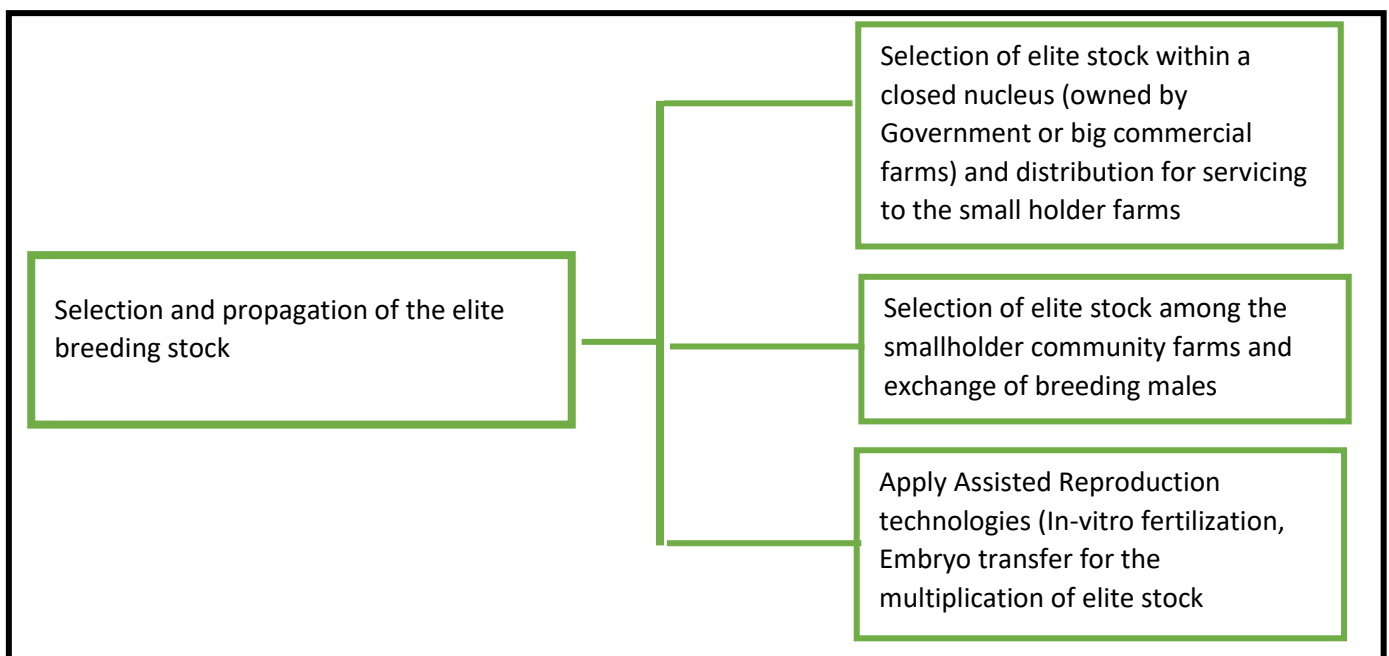 Selection and propagation of the elite
breeding stock
Selection of elite stock within a
closed nucleus (owned by
Government or big commercial
farms) and distribution for servicing
to the small holder farms
Selection of elite stock among the
smallholder community farms and
exchange of breeding males
Apply Assisted Reproduction
technologies (In-vitro fertilization,
Embryo transfer for the
multiplication of elite stock